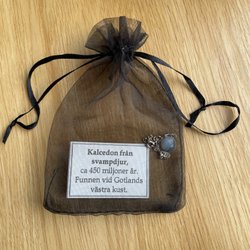 Kalcedon från
svampdjur,
ca 450 miljoner år.
Funnen vid Gotlands
västra kust.